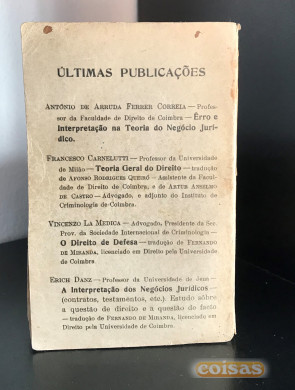 ÚLTIMAS PUBLICAÇÕES
ANTÓNIO DE ARRUDA FERRER CORREIA — Profes-
sor da Faculdade de Direito de Coimbra — Êrro e
Interpretação na Teoria do Negócio Jurí-
dico.
FRANCESCO CARNELUTTI — Professor da Universidade
de Milão — Teoria Geral do Direito — tradução
de AFONSO RODRIGUES QUEIRÓ — Assistente da Faculda-
de de Direito de Coimbra, e de ARTUR ANSELMO
DE CASTRO — Advogado, e adjunto do Instituto de
Criminologia de Coimbra.
VINCENZO LA MEDICA — Advogado, Presidente da Sec.
Prov. da Sociedade Internacional de Criminologia —
O Direito de Defesa — tradução de FERNANDO
DE MIRANDA, licenciado em Direito pela Universidade
de Coimbra
ERICH DANZ — Professor da Universidade de Jena —
A Interpretação dos Negócios Jurídicos —
(contratos, testamentos, etc.). Estudo sôbre
a questão de direito e a questão de facto
— tradução de FERNANDO DE MIRANDA, licenciado em
Direito pela Universidade de Coimbra.
coisas